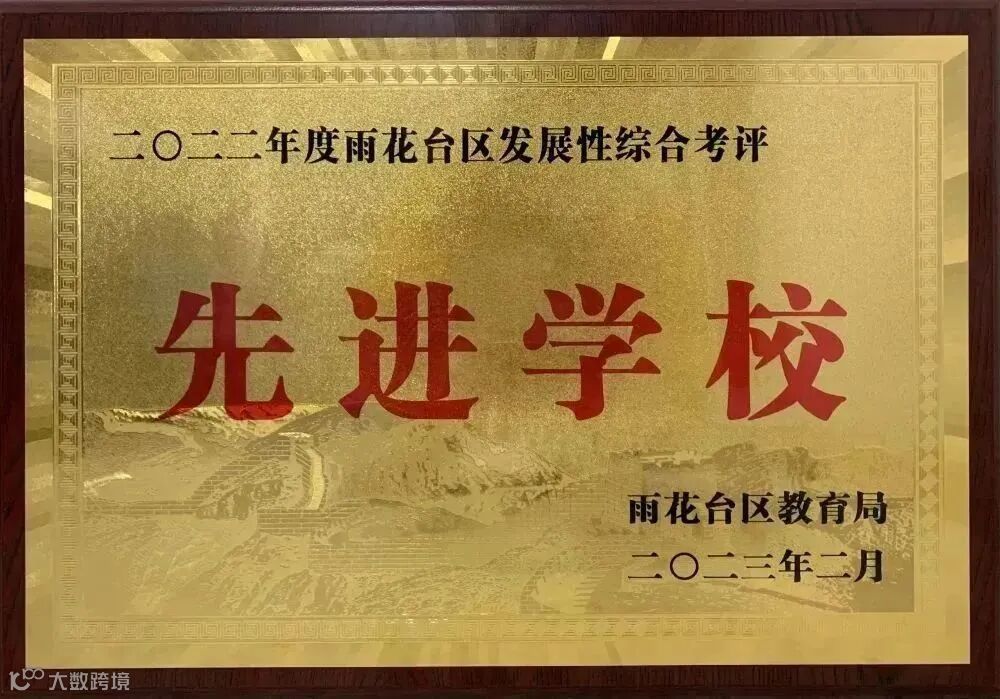 二〇二二年度雨花台区发展性综合考评
先进学校
雨花台区教育局
二〇二三年二月
大数跨境